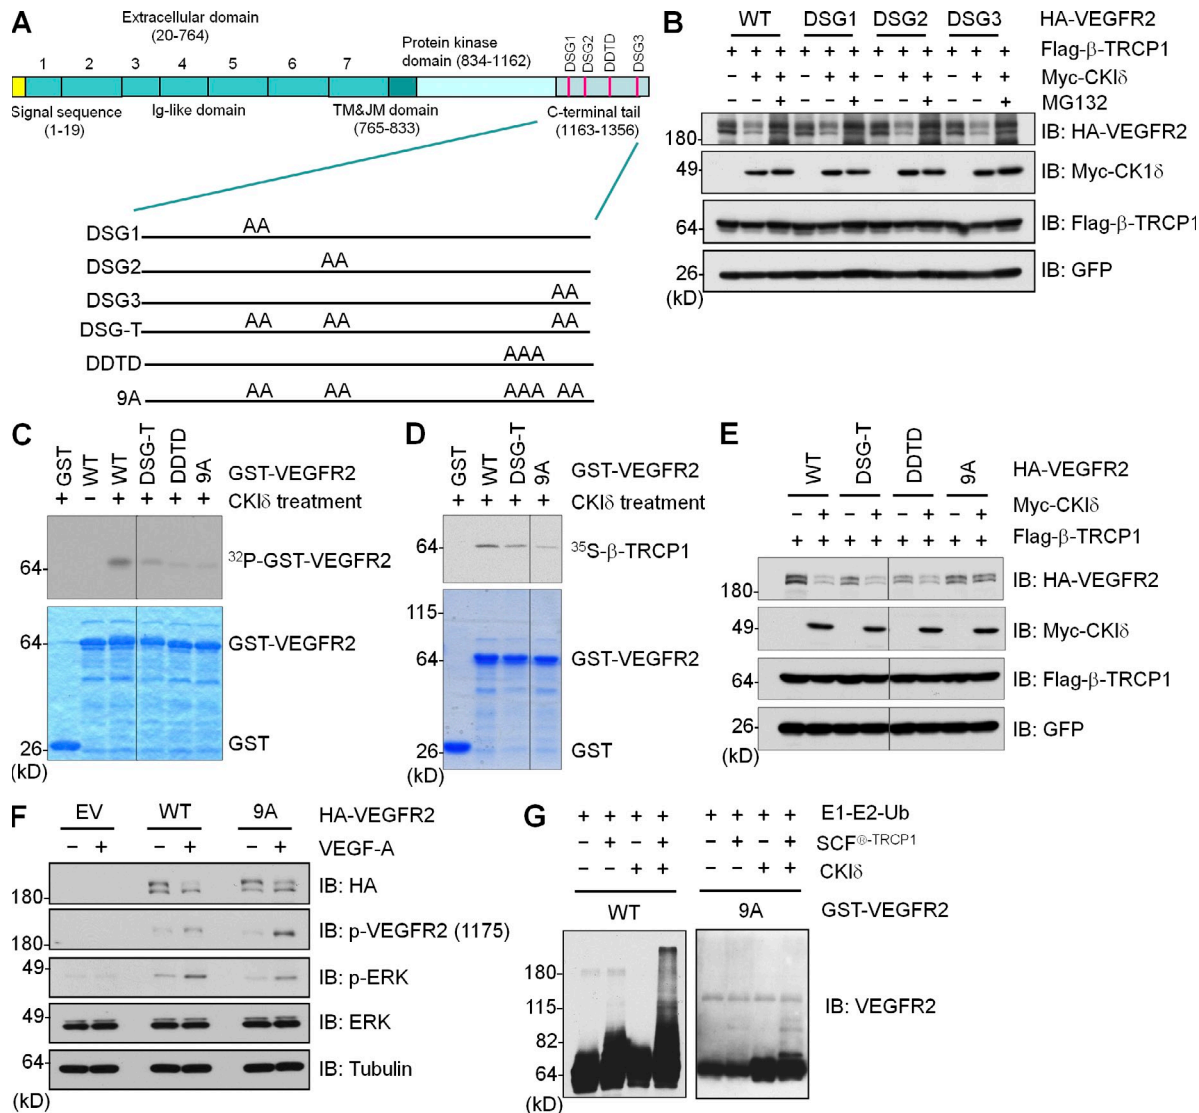 A
Extracellular domain
(20-764)
1 2 3 4 5 6 7
Protein kinase
domain (834-1162)
DSG1
DSG2
DDTD
DSG3
Signal sequence
(1-19)
Ig-like domain
TM&JM domain
(765-833)
C-terminal tail
(1163-1356)
DSG1 AA
DSG2 AA
DSG3 AA
DSG-T AA AA AA
DDTD AAA
9A AA AA AAA AA
B
WT DSG1 DSG2 DSG3 HA-VEGFR2
+ + + + + + + + + + + + Flag-β-TRCP1
- + + - + + - + + - + + Myc-CKIδ
- - + - - + - - + - - + MG132
180- IB: HA-VEGFR2
49- IB: Myc-CK1δ
64- IB: Flag-β-TRCP1
26- IB: GFP
(kD)
C
GST WT WT DSG-T DDTD 9A GST-VEGFR2
+ - + + + + CKIδ treatment
64- ³²P-GST-VEGFR2
64- GST-VEGFR2
26- GST
(kD)
D
GST WT DSG-T 9A GST-VEGFR2
+ + + + CKIδ treatment
64- ³⁵S-β-TRCP1
115-
64- GST-VEGFR2
26- GST
(kD)
E
WT DSG-T DDTD 9A HA-VEGFR2
- + - + - + - + Myc-CKIδ
+ + + + + + + + Flag-β-TRCP1
180- IB: HA-VEGFR2
49- IB: Myc-CKIδ
64- IB: Flag-β-TRCP1
26- IB: GFP
(kD)
F
EV WT 9A HA-VEGFR2
- + - + - + VEGF-A
180- IB: HA
180- IB: p-VEGFR2 (1175)
49- IB: p-ERK
49- IB: ERK
64- IB: Tubulin
(kD)
G
+ + + + + + + + E1-E2-Ub
- + - + - + - + SCF®-TRCP1
- - + + - - + + CKIδ
WT 9A GST-VEGFR2
180-
115-
82-
64-
IB: VEGFR2
(kD)